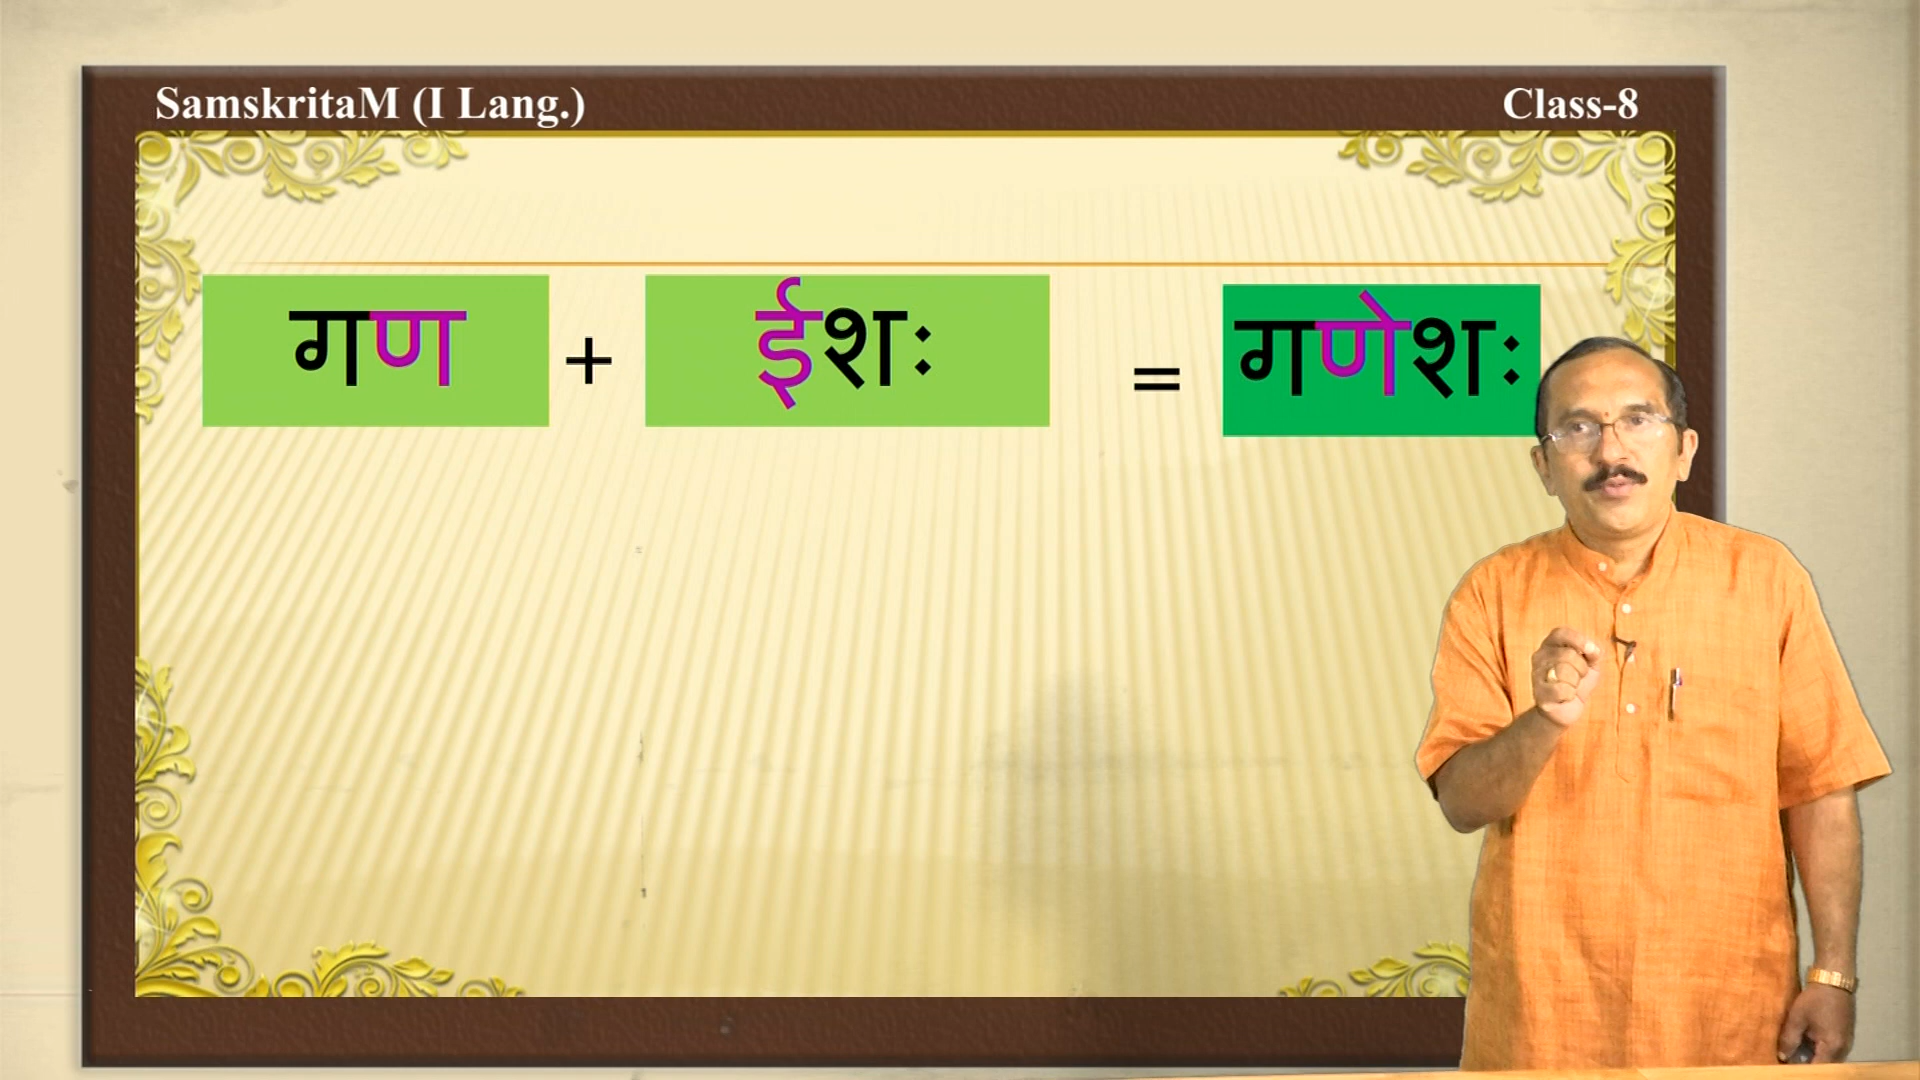 SamskritaM (I Lang.) Class-8
गण + ईशः = गणेशः